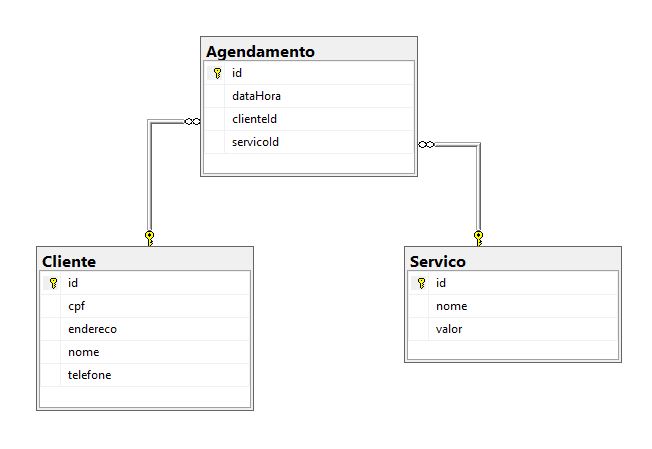 Agendamento
id
dataHora
clienteId
servicoId
Cliente
id
cpf
endereco
nome
telefone
Servico
id
nome
valor